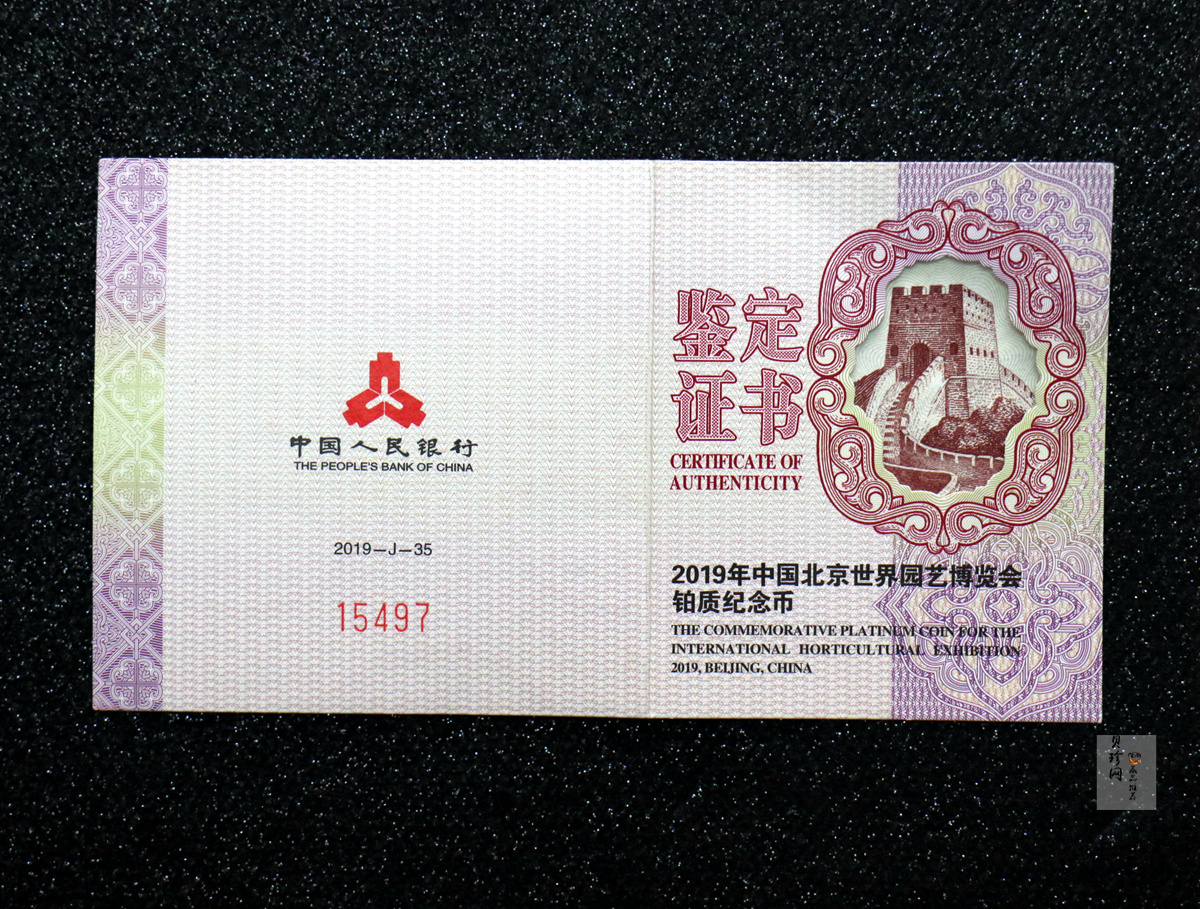 中国人民银行
THE PEOPLE'S BANK OF CHINA
2019—J—35
15497
鉴定
证书
CERTIFICATE OF
AUTHENTICITY
2019年中国北京世界园艺博览会
铂质纪念币
THE COMMEMORATIVE PLATINUM COIN FOR THE
INTERNATIONAL HORTICULTURAL EXHIBITION
2019, BEIJING, CHINA